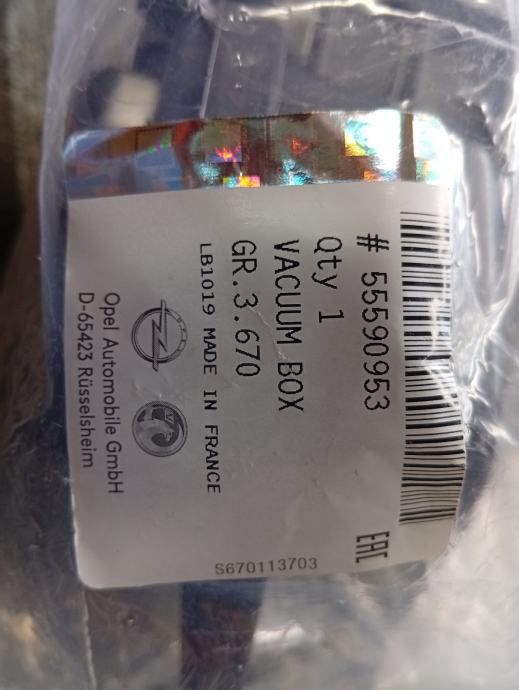 # 55590953
Qty 1
VACUUM BOX
GR.3.670
LB1019 MADE IN FRANCE
Opel Automobile GmbH
D-65423 Rüsselsheim
EAC
S670113703